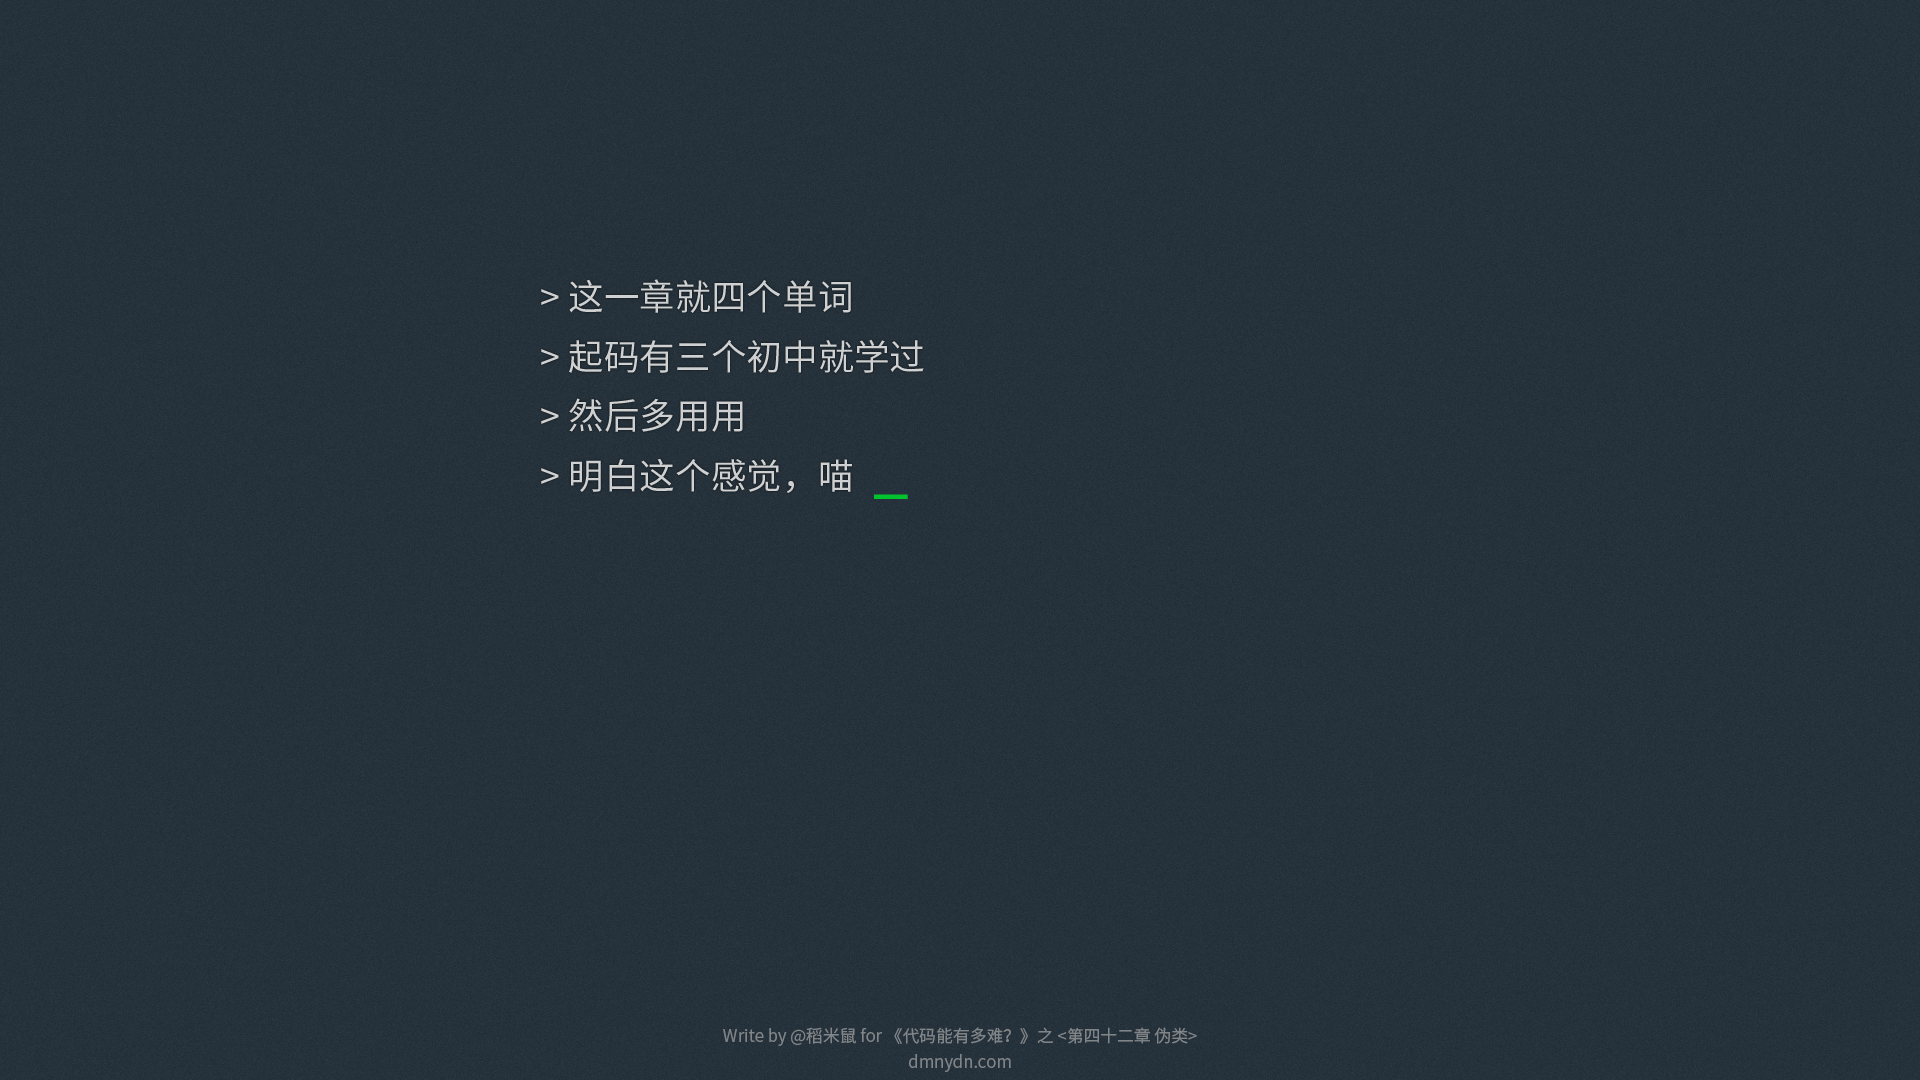 > 这一章就四个单词
> 起码有三个初中就学过
> 然后多用用
> 明白这个感觉，喵 _
Write by @稻米鼠 for 《代码能有多难？》之 <第四十二章 伪类>
dmnydn.com